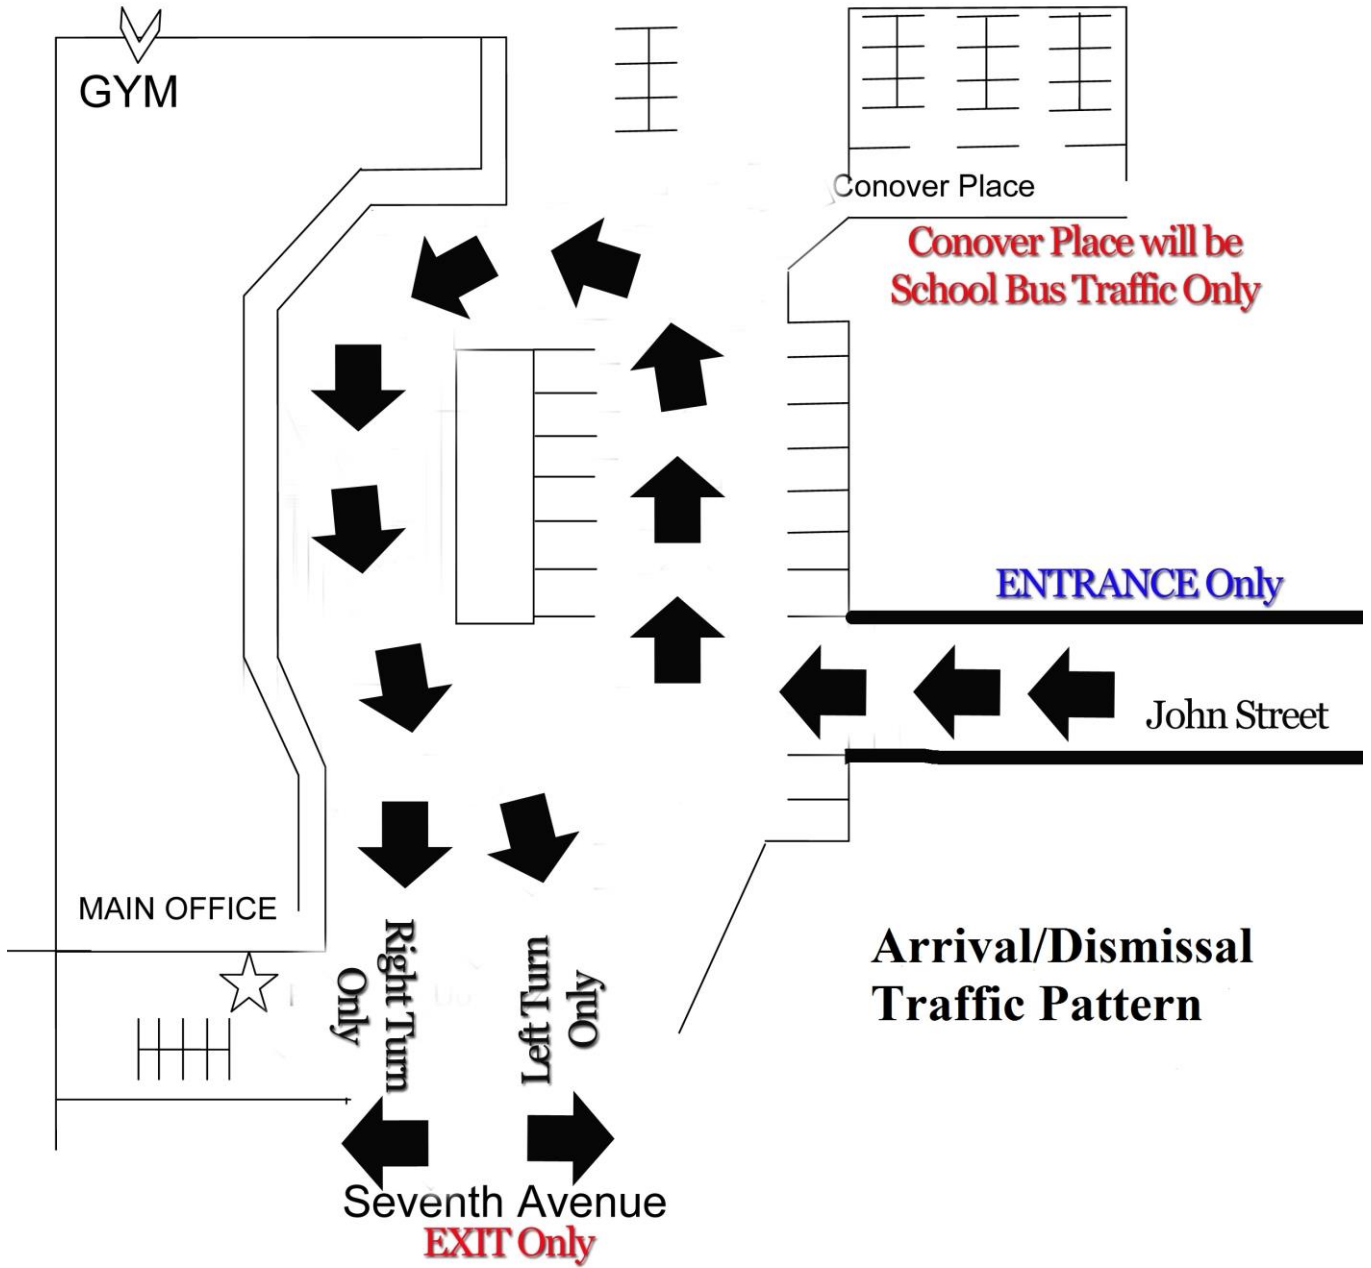 GYM
Conover Place
Conover Place will be
School Bus Traffic Only
ENTRANCE Only
John Street
MAIN OFFICE
Right Turn
Only
Left Turn
Only
Arrival/Dismissal
Traffic Pattern
Seventh Avenue
EXIT Only